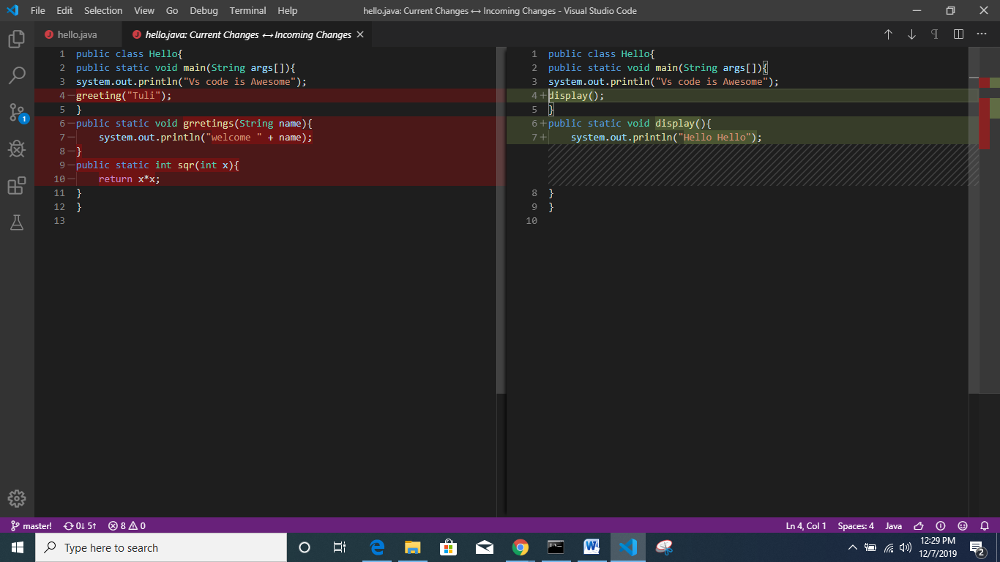 File Edit Selection View Go Debug Terminal Help hello.java: Current Changes ↔ Incoming Changes - Visual Studio Code
hello.java hello.java: Current Changes ↔ Incoming Changes
1 public class Hello{
2 public static void main(String args[]){
3 system.out.println("Vs code is Awesome");
4 greeting("Tuli");
5 }
6 public static void gretings(String name){
7 system.out.println("welcome " + name);
8 }
9 public static int sqr(int x){
10 return x*x;
11 }
12 }
13
1 public class Hello{
2 public static void main(String args[]){
3 system.out.println("Vs code is Awesome");
4 + display();
5 }
6 + public static void display(){
7 + system.out.println("Hello Hello");
8 }
9 }
10
1
master! 0↓ 5↑ 8 0 Ln 4, Col 1 Spaces: 4 Java
Type here to search
12:29 PM
12/7/2019
2